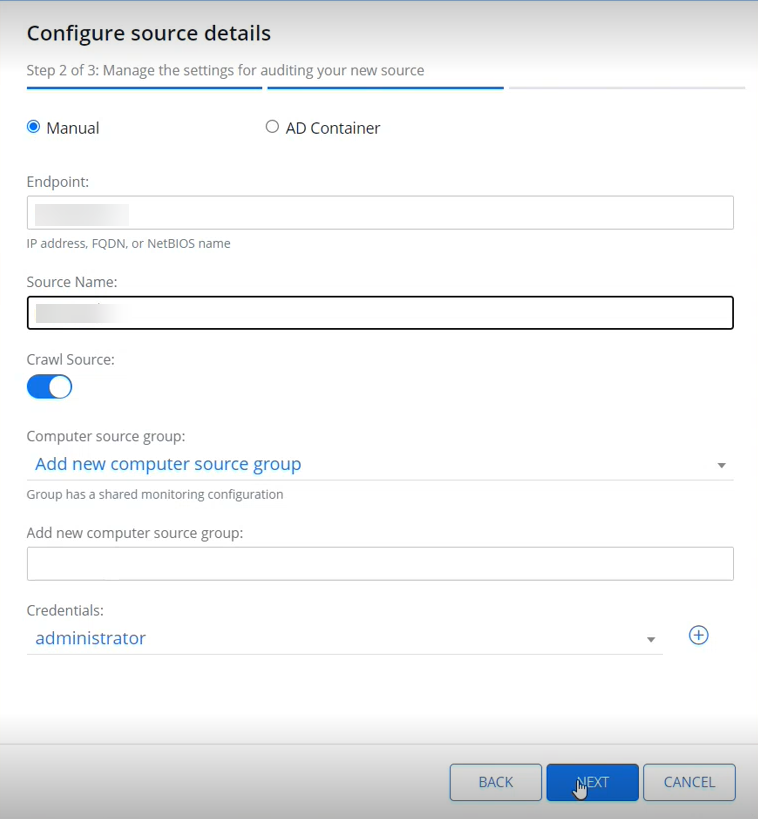 Configure source details
Step 2 of 3: Manage the settings for auditing your new source
Manual AD Container
Endpoint:
IP address, FQDN, or NetBIOS name
Source Name:
Crawl Source:
Computer source group:
Add new computer source group
Group has a shared monitoring configuration
Add new computer source group:
Credentials:
administrator
BACK NEXT CANCEL